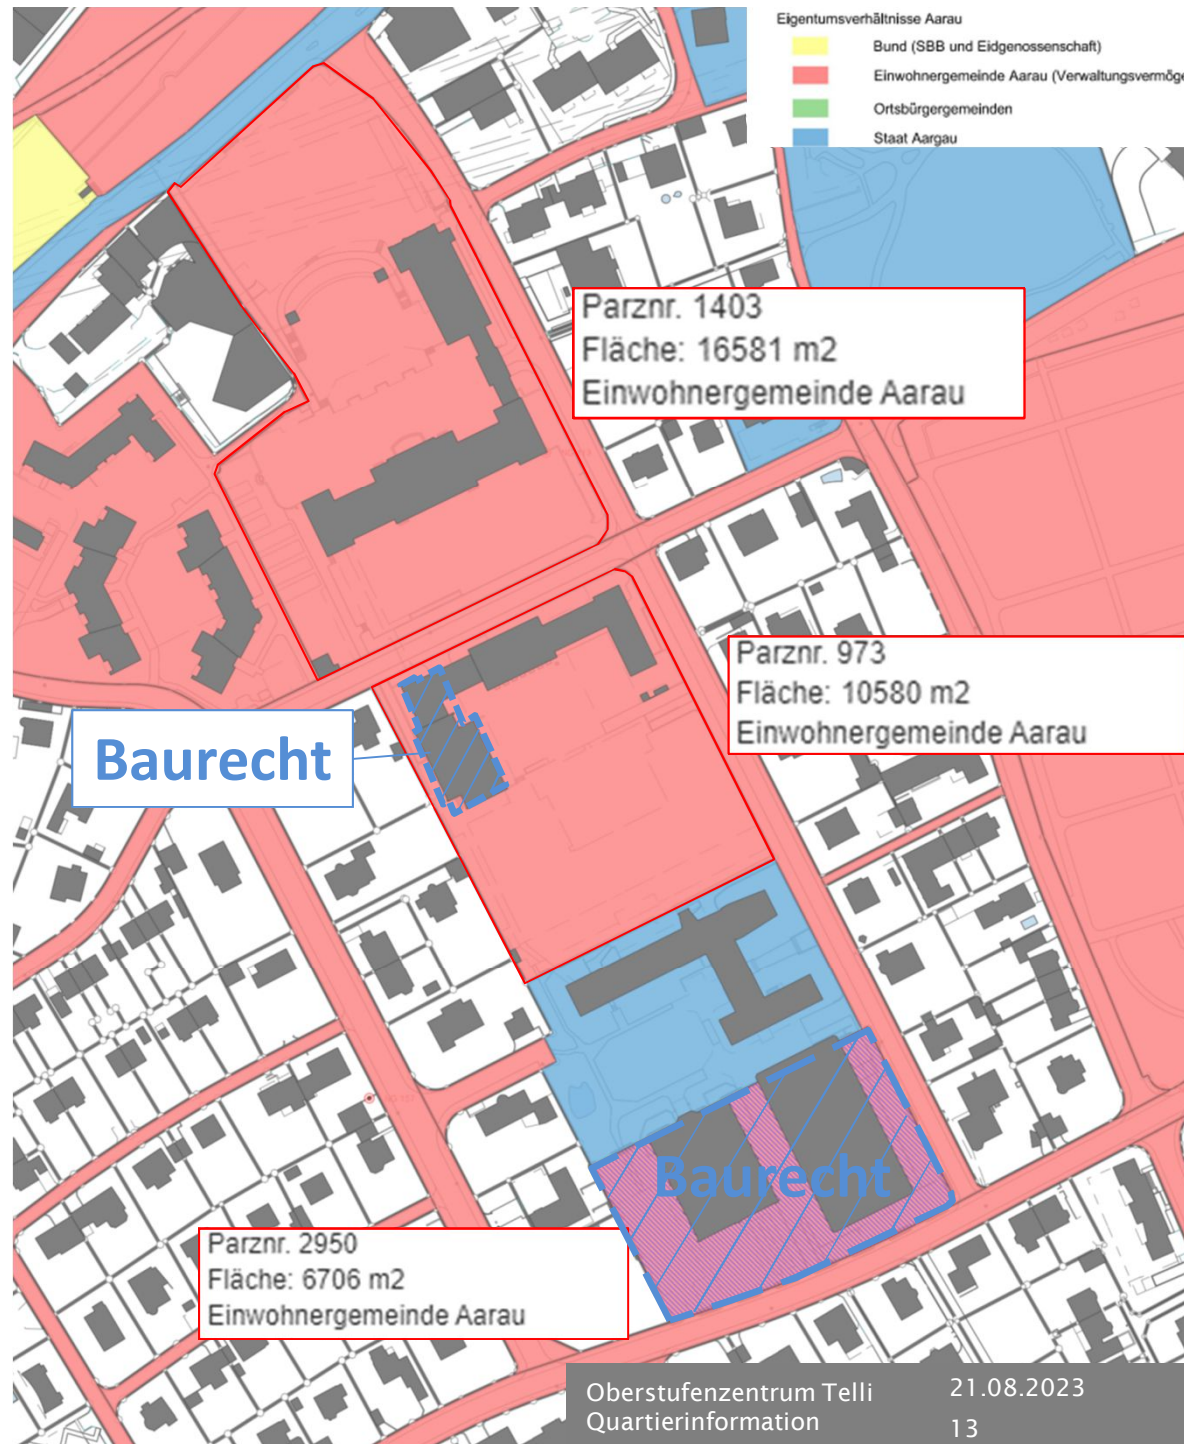 Eigentumsverhältnisse Aarau
Bund (SBB und Eidgenossenschaft)
Einwohnergemeinde Aarau (Verwaltungsvermöge
Ortsbürgergemeinden
Staat Aargau
Parznr. 1403
Fläche: 16581 m2
Einwohnergemeinde Aarau
Parznr. 973
Fläche: 10580 m2
Einwohnergemeinde Aarau
Baurecht
Baurecht
Parznr. 2950
Fläche: 6706 m2
Einwohnergemeinde Aarau
Oberstufenzentrum Telli
Quartierinformation
21.08.2023
13